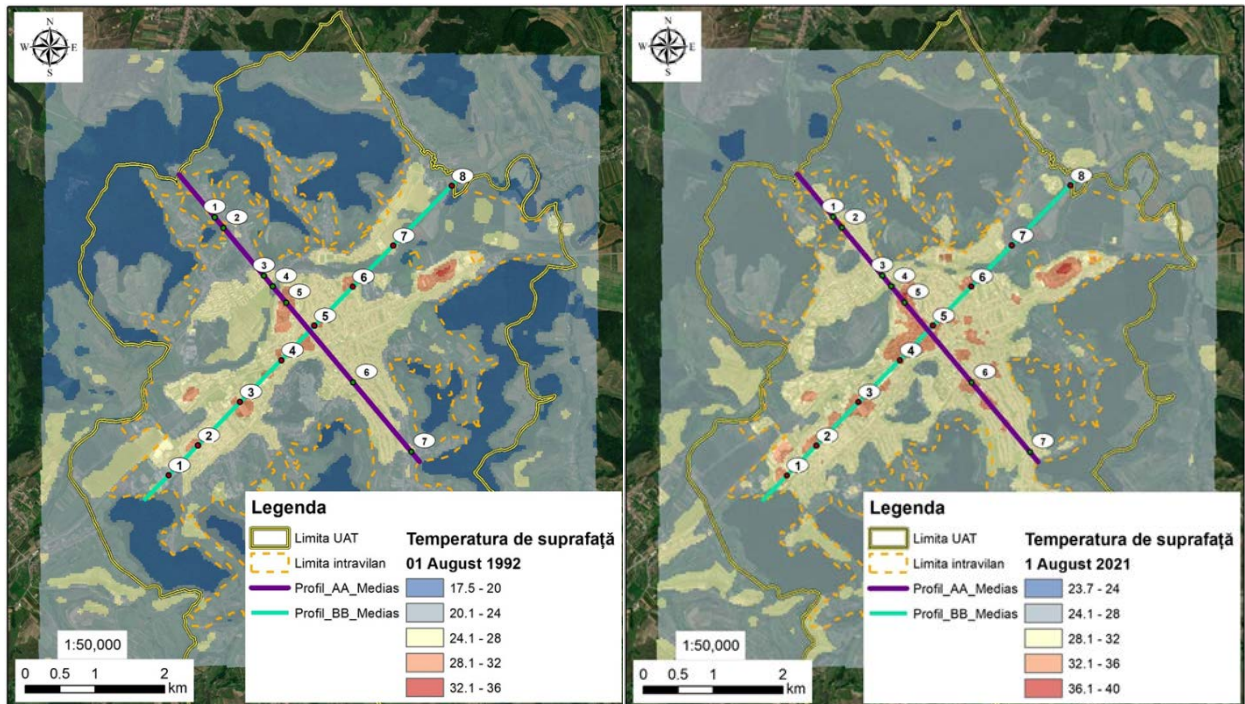 N
W E
S
8
1
2
7
3
4
6
5
5
4
6
3
2
7
1
Legenda
Limita UAT
Limita intravilan
Profil_AA_Medias
Profil_BB_Medias
Temperatura de suprafață
01 August 1992
17.5 - 20
20.1 - 24
24.1 - 28
28.1 - 32
32.1 - 36
1:50,000
0 0.5 1 2
km
N
W E
S
8
1
2
7
3
4
6
5
5
4
6
3
2
7
1
Legenda
Limita UAT
Limita intravilan
Profil_AA_Medias
Profil_BB_Medias
Temperatura de suprafață
1 August 2021
23.7 - 24
24.1 - 28
28.1 - 32
32.1 - 36
36.1 - 40
1:50,000
0 0.5 1 2
km